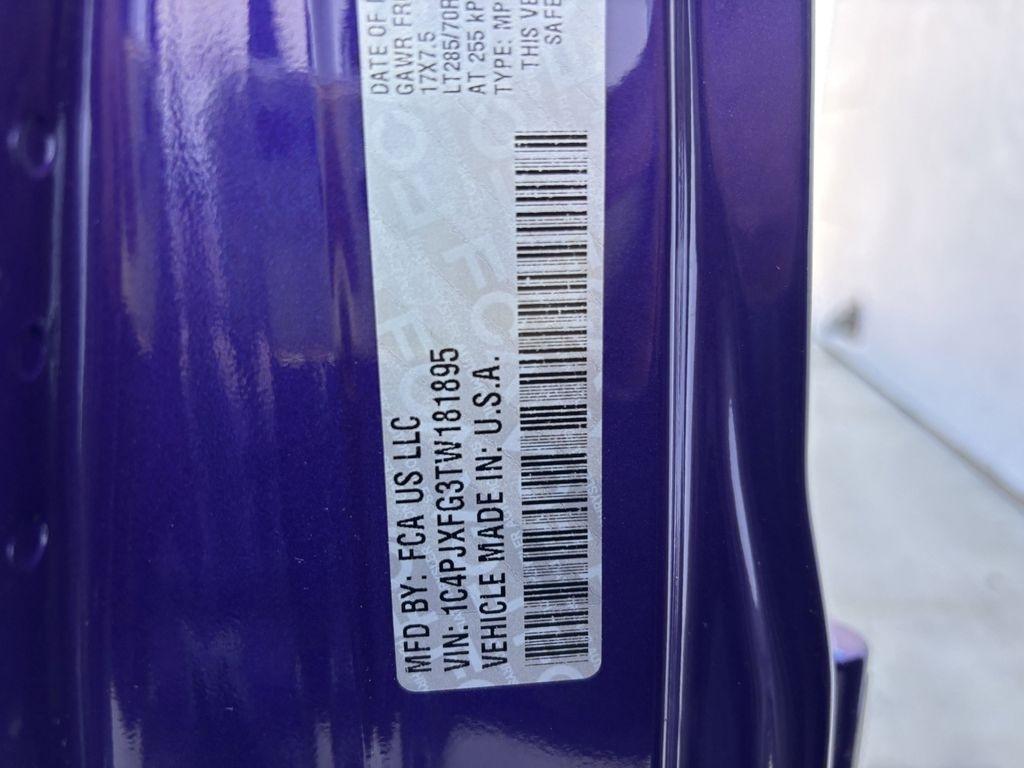 MFD BY: FCA US LLC
VIN: 1C4PJXFG3TW181895
VEHICLE MADE IN: U.S.A.
DATE OF
GAWR FR
17X7.5
LT285/70R
AT 255 kP
TYPE: MP
THIS VE
SAFE